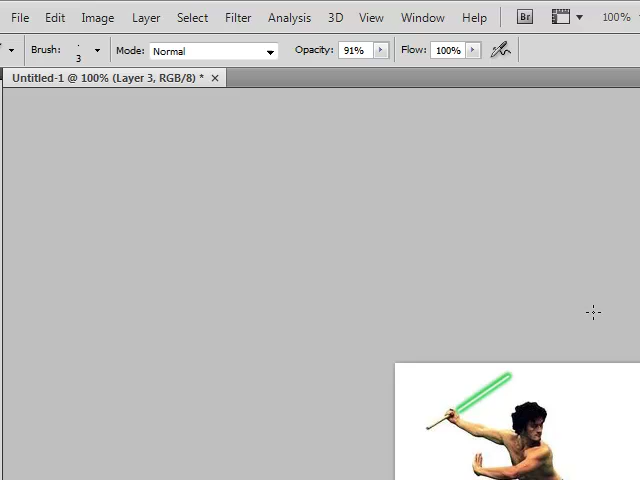 File Edit Image Layer Select Filter Analysis 3D View Window Help Br 100%
Brush: 3 Mode: Normal Opacity: 91% Flow: 100%
Untitled-1 @ 100% (Layer 3, RGB/8) * ×